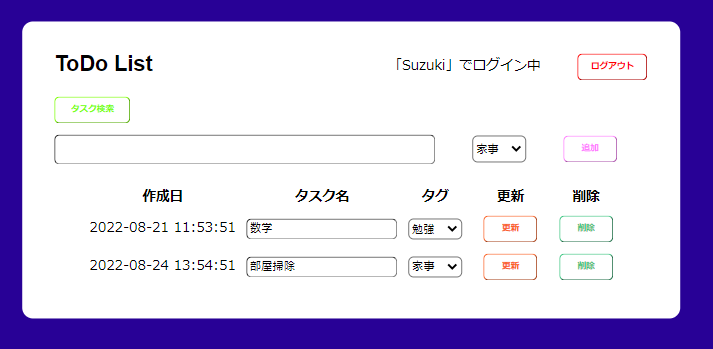 ToDo List 「Suzuki」でログイン中 ログアウト
タスク検索
家事 追加
作成日 タスク名 タグ 更新 削除
2022-08-21 11:53:51 数学 勉強 更新 削除
2022-08-24 13:54:51 部屋掃除 家事 更新 削除